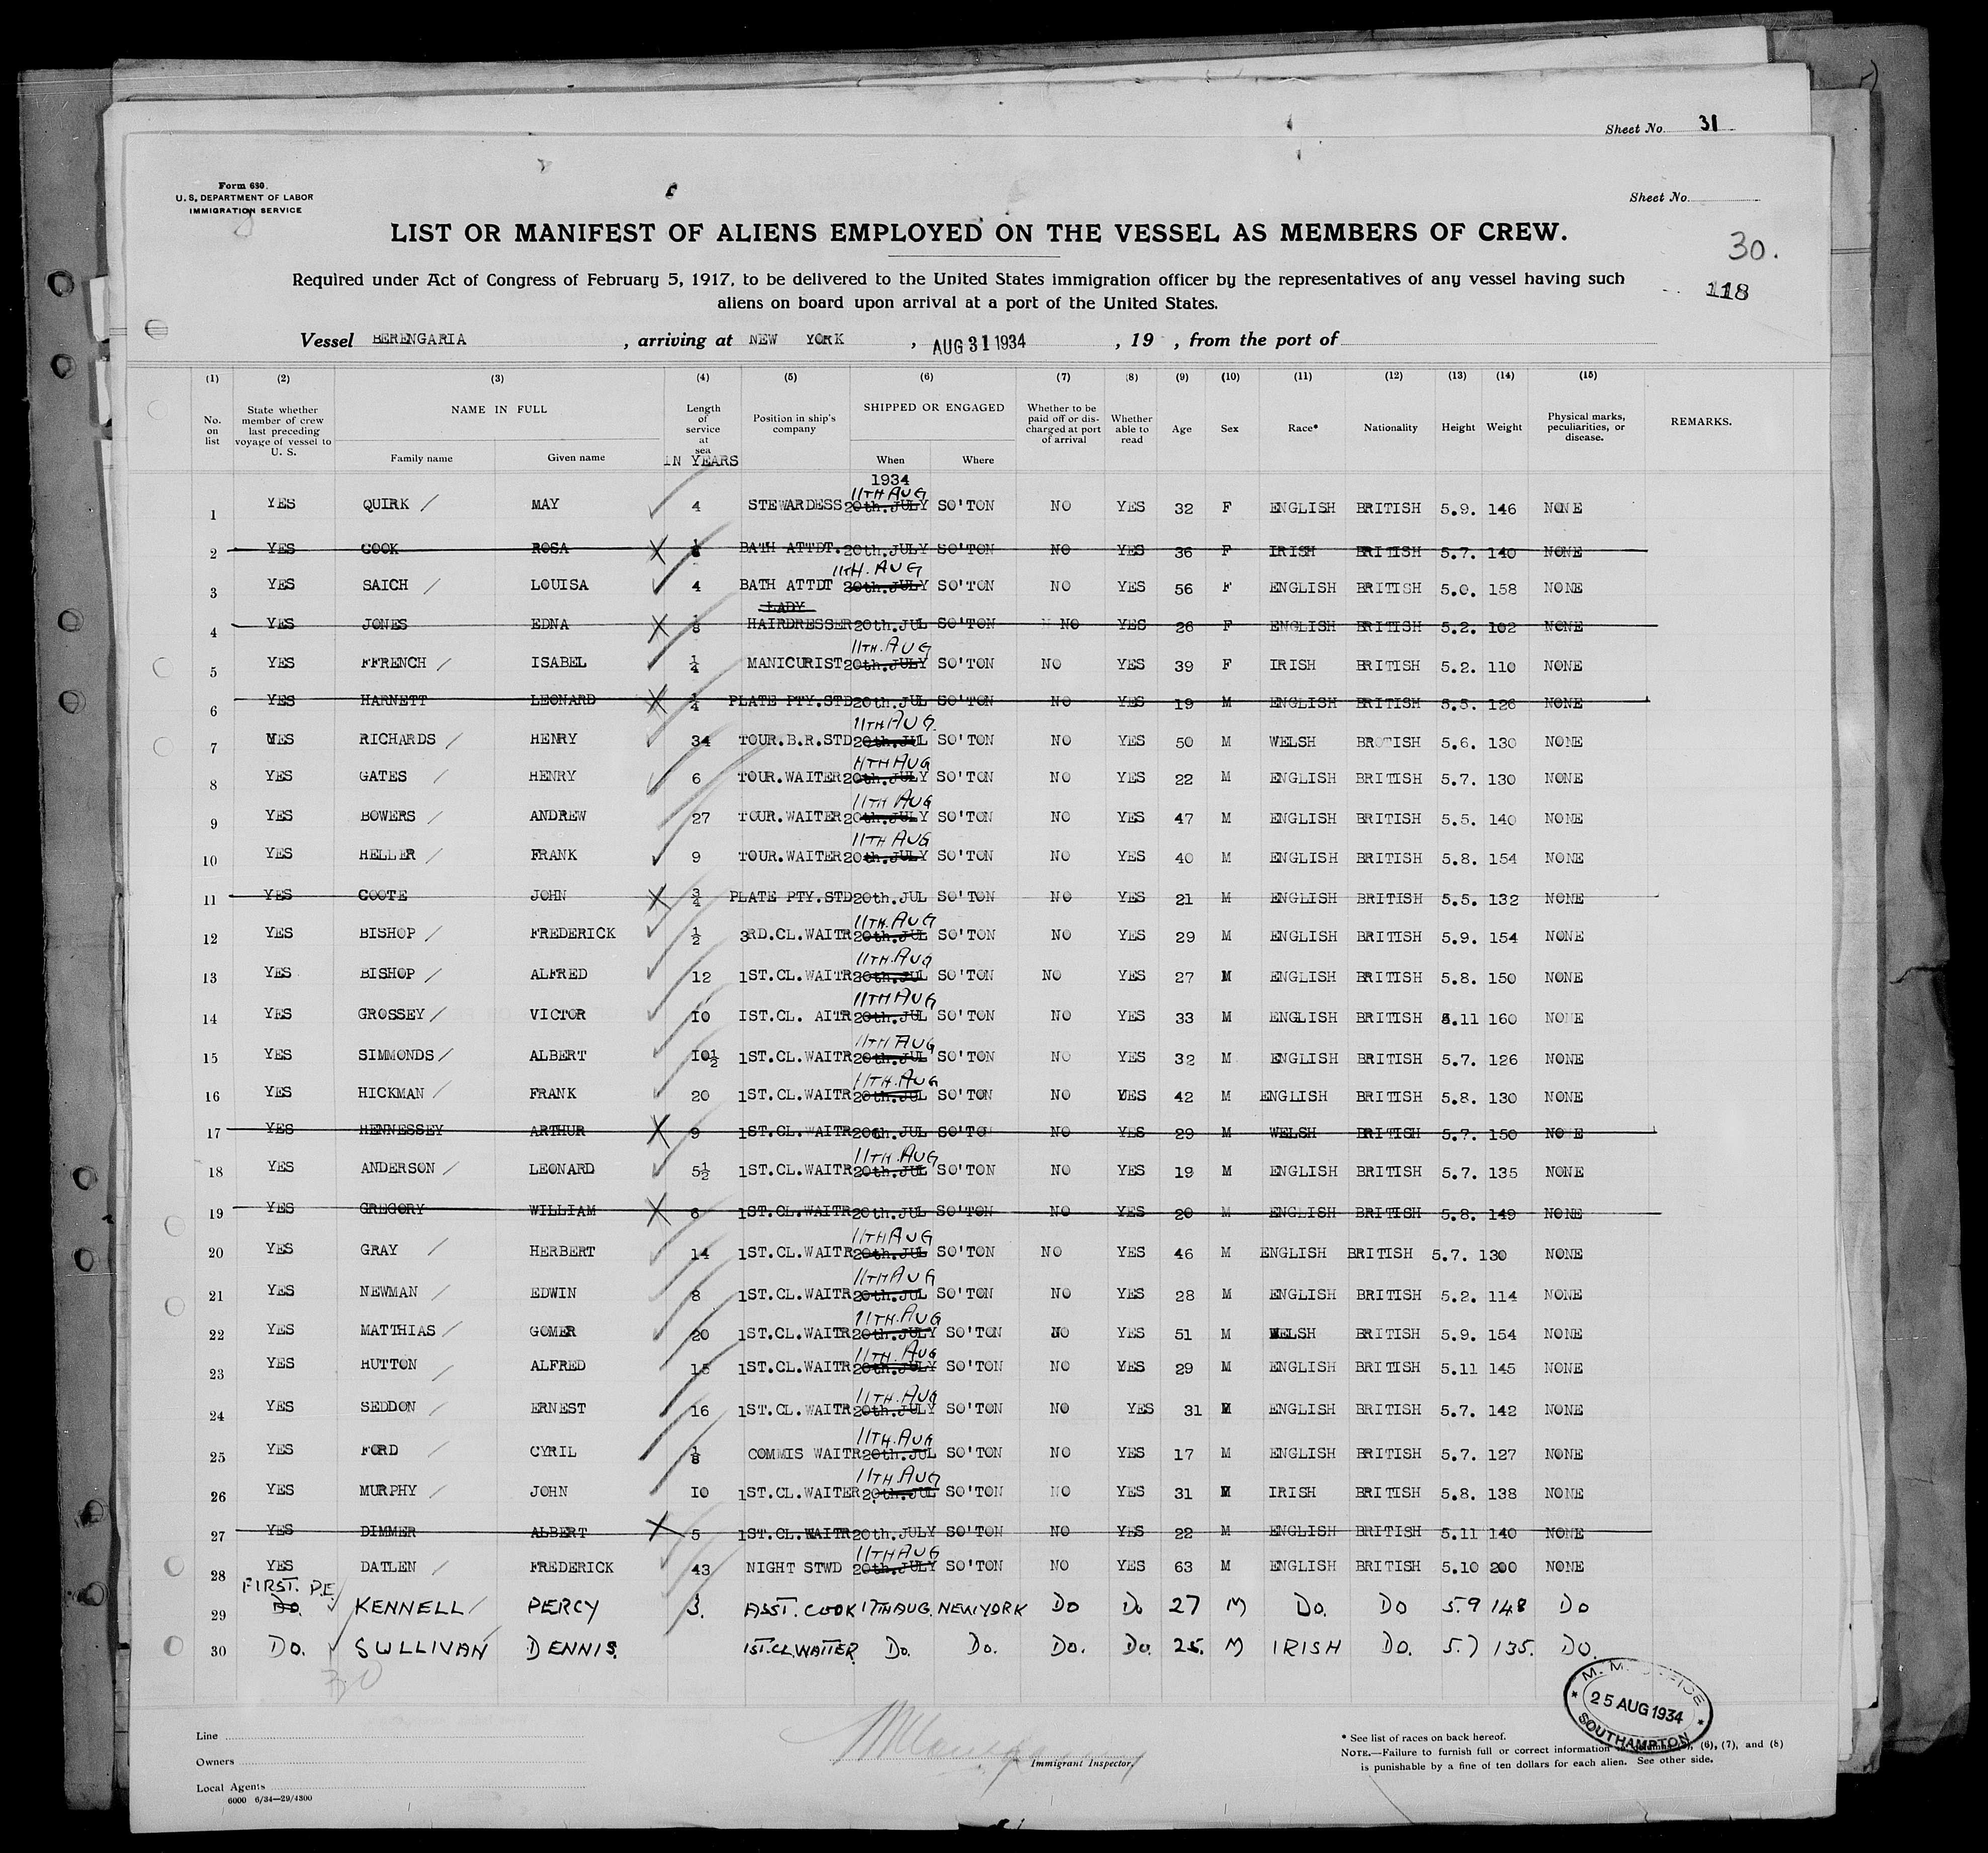 Sheet No. 31
Form 680.
U. S. DEPARTMENT OF LABOR
IMMIGRATION SERVICE
Sheet No.
LIST OR MANIFEST OF ALIENS EMPLOYED ON THE VESSEL AS MEMBERS OF CREW.
30.
Required under Act of Congress of February 5, 1917, to be delivered to the United States immigration officer by the representatives of any vessel having such
aliens on board upon arrival at a port of the United States.
118
Vessel BERENGARIA , arriving at NEW YORK , AUG 31 1934 , 19 , from the port of
(1) (2) (3) (4) (5) (6) (7) (8) (9) (10) (11) (12) (13) (14) (15)
No. on list State whether member of crew last preceding voyage of vessel to U. S. NAME IN FULL Family name Given name Length of service at sea IN YEARS Position in ship's company SHIPPED OR ENGAGED When Where Whether to be paid off or discharged at port of arrival Whether able to read Age Sex Race* Nationality Height Weight Physical marks, peculiarities, or disease. REMARKS.
1934
11TH AUG
1 YES QUIRK / MAY 4 STEWARDESS 20th.JULY SO'TON NO YES 32 F ENGLISH BRITISH 5.9. 146 NONE
2 YES COOK ROSA X BATH ATTDT. 20th.JULY SO'TON NO YES 36 F IRISH BRITISH 5.7. 140 NONE
11TH. AUG
3 YES SAICH / LOUISA 4 BATH ATTDT 20th.JULY SO'TON NO YES 56 F ENGLISH BRITISH 5.0. 158 NONE
LADY
4 YES JONES EDNA X 1/8 HAIRDRESSER 20th.JUL SO'TON NO YES 26 F ENGLISH BRITISH 5.2. 102 NONE
11TH. AUG
5 YES FFRENCH / ISABEL 1/4 MANICURIST 20th.JULY SO'TON NO YES 39 F IRISH BRITISH 5.2. 110 NONE
6 YES HARNETT LEONARD X 1/4 PLATE PTY.STD 20th.JUL SO'TON NO YES 19 M ENGLISH BRITISH 5.5. 126 NONE
11TH AUG
7 YES RICHARDS / HENRY 34 TOUR.B.R.STD 20th.JUL SO'TON NO YES 50 M WELSH BROTISH 5.6. 130 NONE
11TH AUG
8 YES GATES / HENRY 6 TOUR.WAITER 20th.JULY SO'TON NO YES 22 M ENGLISH BRITISH 5.7. 130 NONE
11TH AUG
9 YES BOWERS / ANDREW 27 TOUR.WAITER 20th.JULY SO'TON NO YES 47 M ENGLISH BRITISH 5.5. 140 NONE
11TH AUG
10 YES HELLER / FRANK 9 TOUR.WAITER 20th.JULY SO'TON NO YES 40 M ENGLISH BRITISH 5.8. 154 NONE
11 YES COOTE JOHN X 3/4 PLATE PTY.STD 20th.JUL SO'TON NO YES 21 M ENGLISH BRITISH 5.5. 132 NONE
11TH. AUG
12 YES BISHOP / FREDERICK 1/2 3RD.CL.WAITR 20th.JUL SO'TON NO YES 29 M ENGLISH BRITISH 5.9. 154 NONE
11TH. AUG
13 YES BISHOP / ALFRED 12 1ST.CL.WAITR 20th.JUL SO'TON NO YES 27 M ENGLISH BRITISH 5.8. 150 NONE
11TH AUG
14 YES GROSSEY / VICTOR I0 IST.CL. AITR 20th.JUL SO'TON NO YES 33 M ENGLISH BRITISH 5.11 160 NONE
11TH AUG
15 YES SIMMONDS / ALBERT I0½ 1ST.CL.WAITR 20th.JUL SO'TON NO YES 32 M ENGLISH BRITISH 5.7. 126 NONE
11TH. AUG
16 YES HICKMAN / FRANK 20 1ST.CL.WAITR 20th.JUL SO'TON NO YES 42 M ENGLISH BRITISH 5.8. 130 NONE
17 YES HENNESSEY ARTHUR X 9 1ST.CL.WAITR 20th.JUL SO'TO NO YES 29 M WELSH BRITISH 5.7. 150 NO E
11TH. AUG
18 YES ANDERSON / LEONARD 5½ 1ST.CL.WAITR 20th.JUL SO'TON NO YES 19 M ENGLISH BRITISH 5.7. 135 NONE
19 YES GREGORY WILLIAM X 6 1ST.CL.WAITR 20th.JUL SO'TON NO YES 20 M ENGLISH BRITISH 5.8. 149 NONE
11TH AUG
20 YES GRAY / HERBERT 14 1ST.CL.WAITR 20th.JUL SO'TON NO YES 46 M ENGLISH BRITISH 5.7. 130 NONE
11TH AUG
21 YES NEWMAN / EDWIN 8 1ST.CL.WAITR 20th.JUL SO'TON NO YES 28 M ENGLISH BRITISH 5.2. 114 NONE
11TH. AUG
22 YES MATTHIAS / GOMER 20 1ST.CL.WAITR 20th.JULY SO'TON NO YES 51 M WELSH BRITISH 5.9. 154 NONE
11TH. AUG
23 YES HUTTON / ALFRED 15 1ST.CL.WAITR 20th.JULY SO'TON NO YES 29 M ENGLISH BRITISH 5.11 145 NONE
11TH. AUG
24 YES SEDDON / ERNEST 16 1ST.CL.WAITR 20th.JULY SO'TON NO YES 31 M ENGLISH BRITISH 5.7. 142 NONE
11TH. AUG
25 YES FORD / CYRIL 1/8 COMMIS WAITR 20th.JUL SO'TON NO YES 17 M ENGLISH BRITISH 5.7. 127 NONE
11TH. AUG
26 YES MURPHY / JOHN I0 1ST.CL.WAITER 20th.JUL SO'TON NO YES 31 M IRISH BRITISH 5.8. 138 NONE
27 YES DIMMER ALBERT X 5 1ST.CL.WAITR 20th.JULY SO'TON NO YES 22 M ENGLISH BRITISH 5.11 140 NONE
11TH AUG
28 YES DATLEN / FREDERICK 43 NIGHT STWD 20th.JULY SO'TON NO YES 63 M ENGLISH BRITISH 5.10 200 NONE
FIRST. P.E.
29 Do. KENNELL / PERCY 3. ASST. COOK 17TH AUG. NEW YORK Do Do 27 M Do. Do 5.9 148 Do
30 Do. SULLIVAN DENNIS. 1ST.CL.WAITER Do. Do. Do. Do. 25. M IRISH Do. 5.7 135. Do.
30
25 AUG 1934
SOUTHAMPTON
Line
Owners
Local Agents
6000 6/34—29/4300
Immigrant Inspector.
* See list of races on back hereof.
NOTE.—Failure to furnish full or correct information (6), (7), and (8)
is punishable by a fine of ten dollars for each alien. See other side.